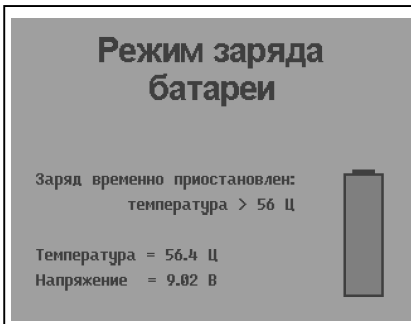 Режим заряда
батареи
Заряд временно приостановлен:
температура > 56 Ц
Температура = 56.4 Ц
Напряжение = 9.02 В